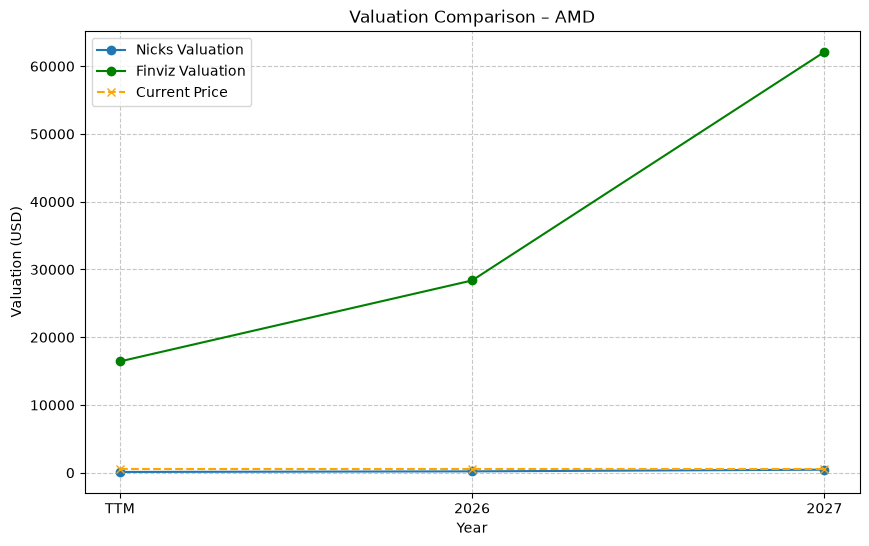 Valuation Comparison – AMD
Nicks Valuation
Finviz Valuation
Current Price
Valuation (USD)
60000
50000
40000
30000
20000
10000
0
TTM
2026
2027
Year